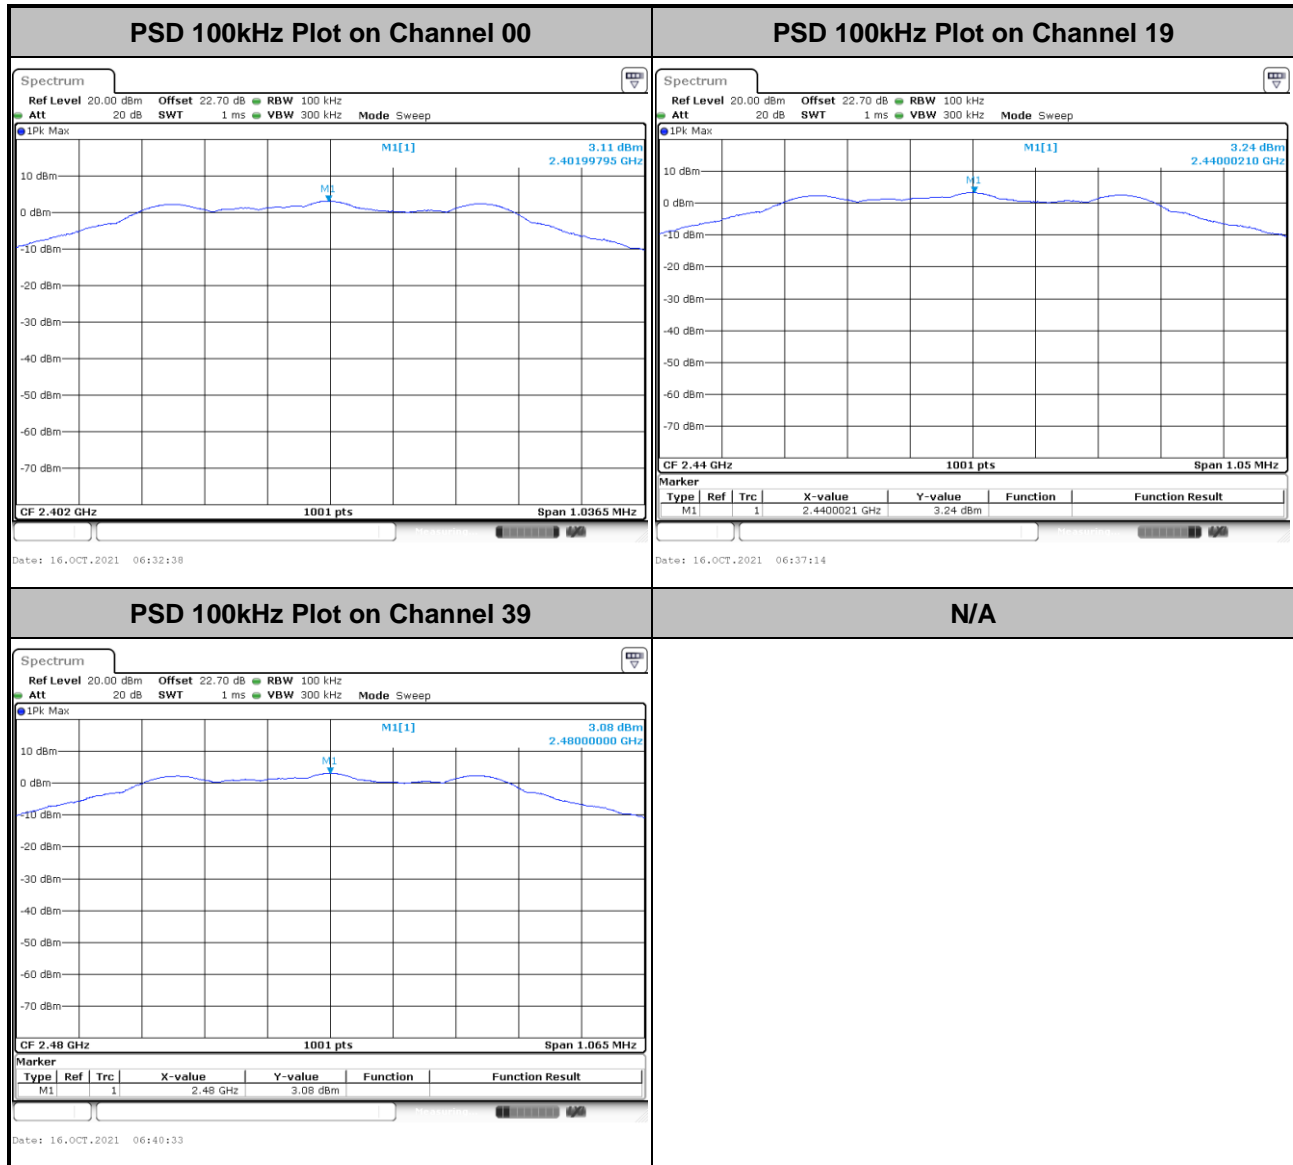 PSD 100kHz Plot on Channel 00
Spectrum
Ref Level 20.00 dBm Offset 22.70 dB RBW 100 kHz
Att 20 dB SWT 1 ms VBW 300 kHz Mode Sweep
1Pk Max
M1[1] 3.11 dBm
2.40199795 GHz
M1
10 dBm
0 dBm
-10 dBm
-20 dBm
-30 dBm
-40 dBm
-50 dBm
-60 dBm
-70 dBm
CF 2.402 GHz 1001 pts Span 1.0365 MHz
Measuring
Date: 16.OCT.2021 06:32:38
PSD 100kHz Plot on Channel 19
Spectrum
Ref Level 20.00 dBm Offset 22.70 dB RBW 100 kHz
Att 20 dB SWT 1 ms VBW 300 kHz Mode Sweep
1Pk Max
M1[1] 3.24 dBm
2.44000210 GHz
10 dBm
M1
0 dBm
-10 dBm
-20 dBm
-30 dBm
-40 dBm
-50 dBm
-60 dBm
-70 dBm
CF 2.44 GHz 1001 pts Span 1.05 MHz
Marker
Type Ref Trc X-value Y-value Function Function Result
M1 1 2.4400021 GHz 3.24 dBm
Measuring
Date: 16.OCT.2021 06:37:14
PSD 100kHz Plot on Channel 39
Spectrum
Ref Level 20.00 dBm Offset 22.70 dB RBW 100 kHz
Att 20 dB SWT 1 ms VBW 300 kHz Mode Sweep
1Pk Max
M1[1] 3.08 dBm
2.48000000 GHz
10 dBm
M1
0 dBm
-10 dBm
-20 dBm
-30 dBm
-40 dBm
-50 dBm
-60 dBm
-70 dBm
CF 2.48 GHz 1001 pts Span 1.065 MHz
Marker
Type Ref Trc X-value Y-value Function Function Result
M1 1 2.48 GHz 3.08 dBm
Measuring
Date: 16.OCT.2021 06:40:33
N/A